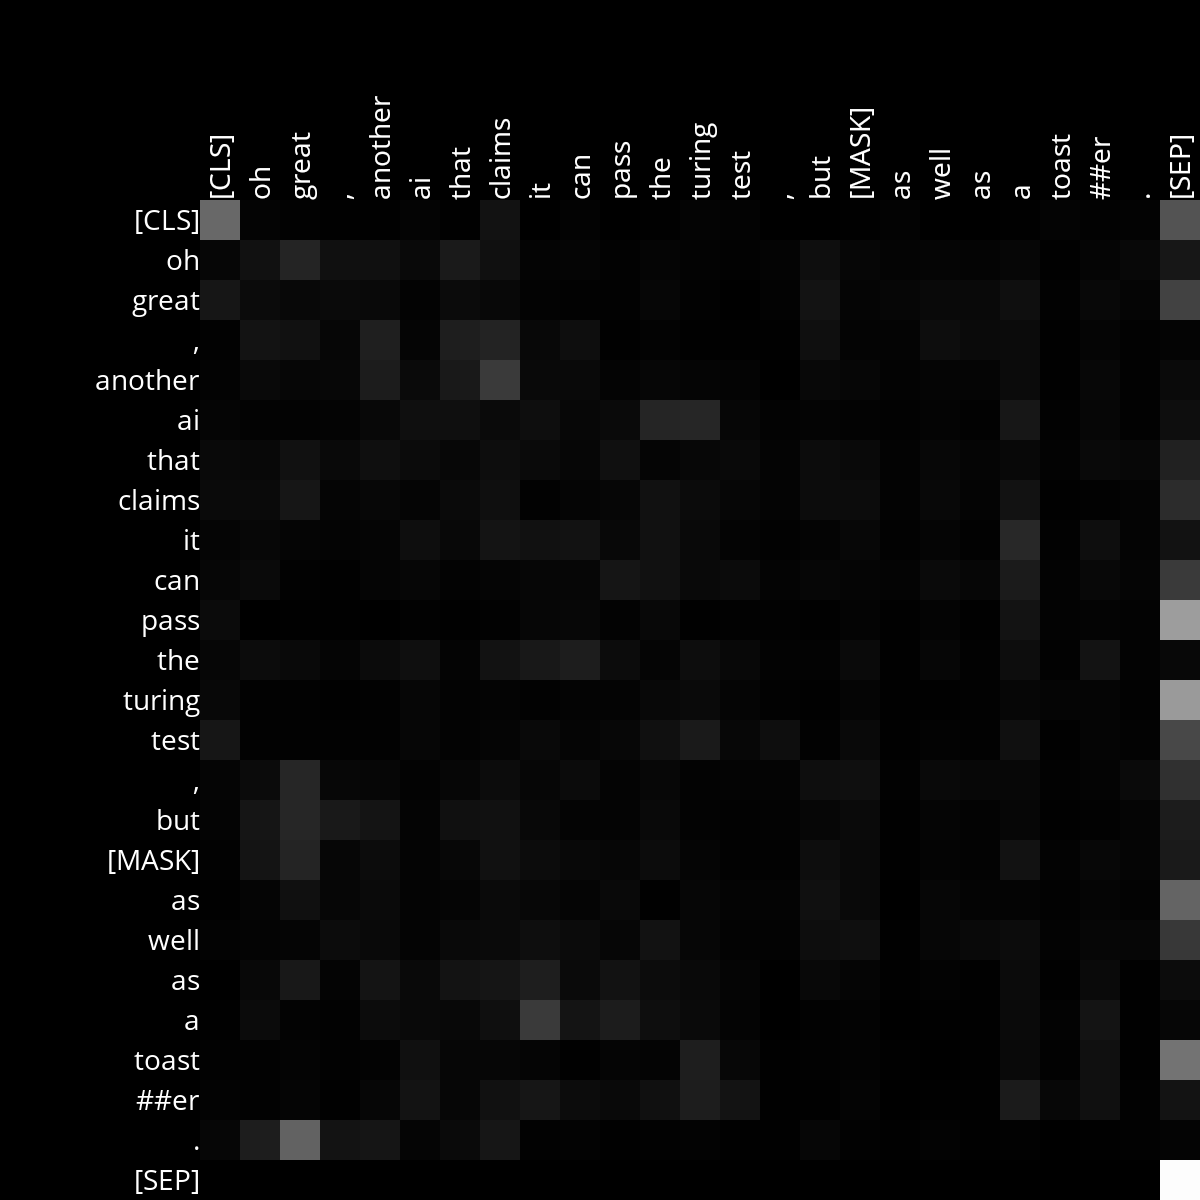 [CLS] oh great , another ai that claims it can pass the turing test , but [MASK] as well as a toast ##er . [SEP]
[CLS]
oh
great
,
another
ai
that
claims
it
can
pass
the
turing
test
,
but
[MASK]
as
well
as
a
toast
##er
.
[SEP]